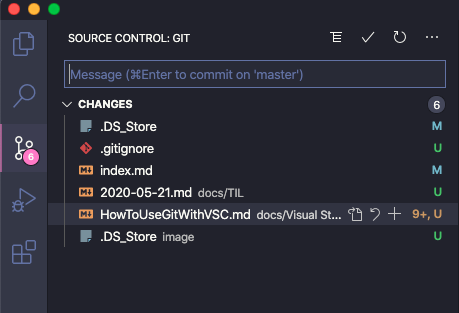 SOURCE CONTROL: GIT
Message (⌘Enter to commit on 'master')
CHANGES 6
.DS_Store M
.gitignore U
index.md M
2020-05-21.md docs/TIL U
6
HowToUseGitWithVSC.md docs/Visual St... 9+, U
.DS_Store image U